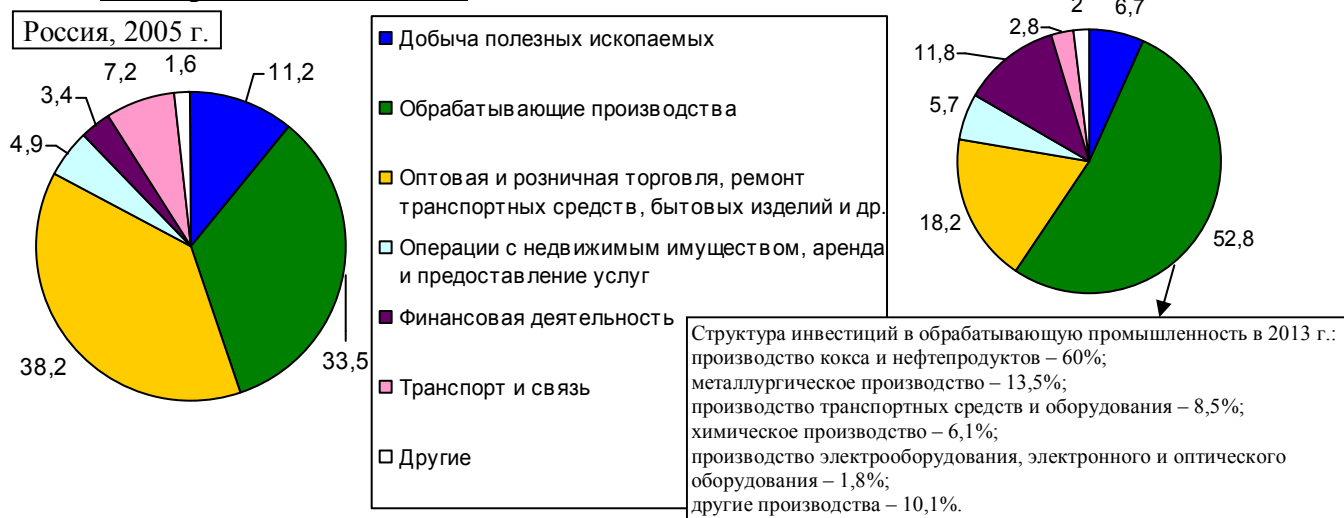 Россия, 2005 г.
1,6
7,2
3,4
4,9
11,2
38,2
33,5
Добыча полезных ископаемых
Обрабатывающие производства
Оптовая и розничная торговля, ремонт
транспортных средств, бытовых изделий и др.
Операции с недвижимым имуществом, аренда
и предоставление услуг
Финансовая деятельность
Транспорт и связь
Другие
2
6,7
2,8
11,8
5,7
18,2
52,8
Структура инвестиций в обрабатывающую промышленность в 2013 г.:
производство кокса и нефтепродуктов – 60%;
металлургическое производство – 13,5%;
производство транспортных средств и оборудования – 8,5%;
химическое производство – 6,1%;
производство электрооборудования, электронного и оптического
оборудования – 1,8%;
другие производства – 10,1%.